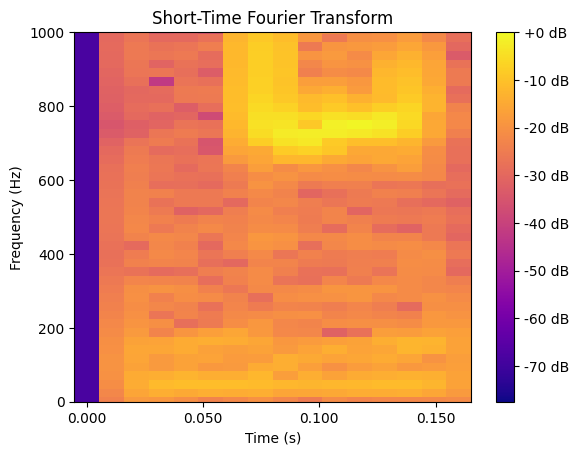 Short-Time Fourier Transform
Frequency (Hz)
1000
800
600
400
200
0
0.000
0.050
0.100
0.150
Time (s)
+0 dB
-10 dB
-20 dB
-30 dB
-40 dB
-50 dB
-60 dB
-70 dB